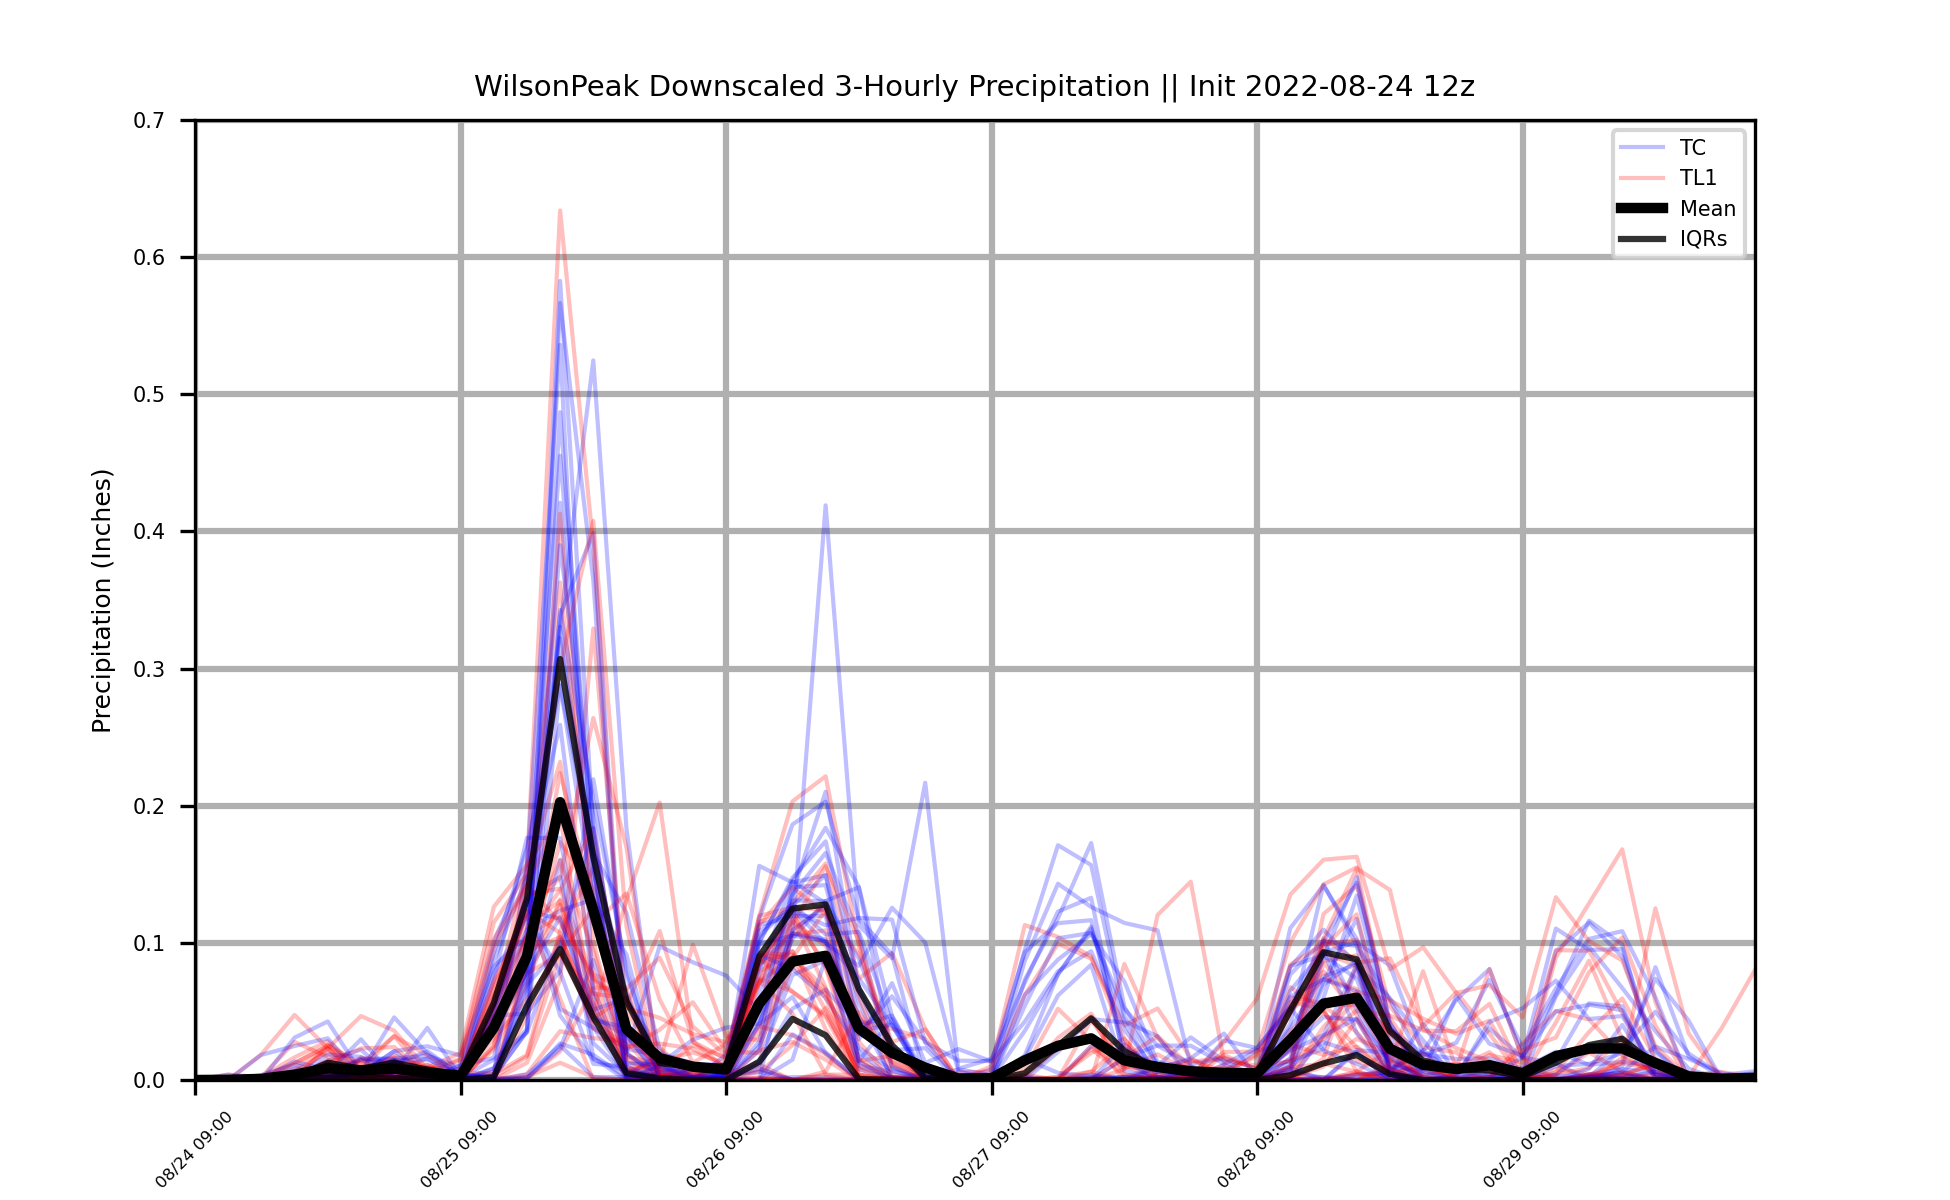 WilsonPeak Downscaled 3-Hourly Precipitation || Init 2022-08-24 12z
TC
TL1
Mean
IQRs
Precipitation (Inches)
0.7
0.6
0.5
0.4
0.3
0.2
0.1
0.0
08/24 09:00
08/25 09:00
08/26 09:00
08/27 09:00
08/28 09:00
08/29 09:00